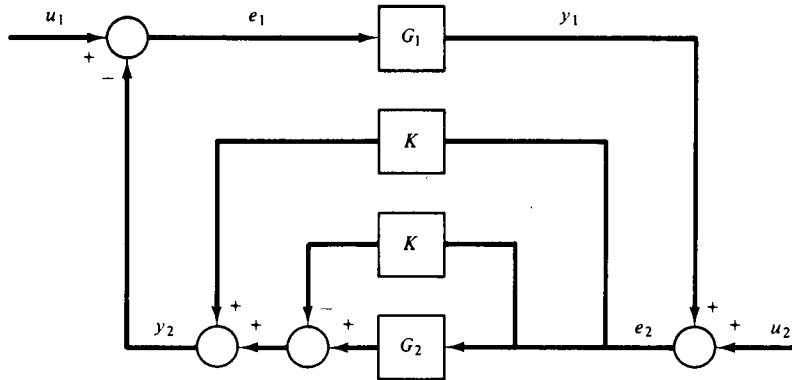 u₁ e₁ G₁ y₁
+
−
K
K
+ − +
y₂ + + G₂ e₂ + u₂